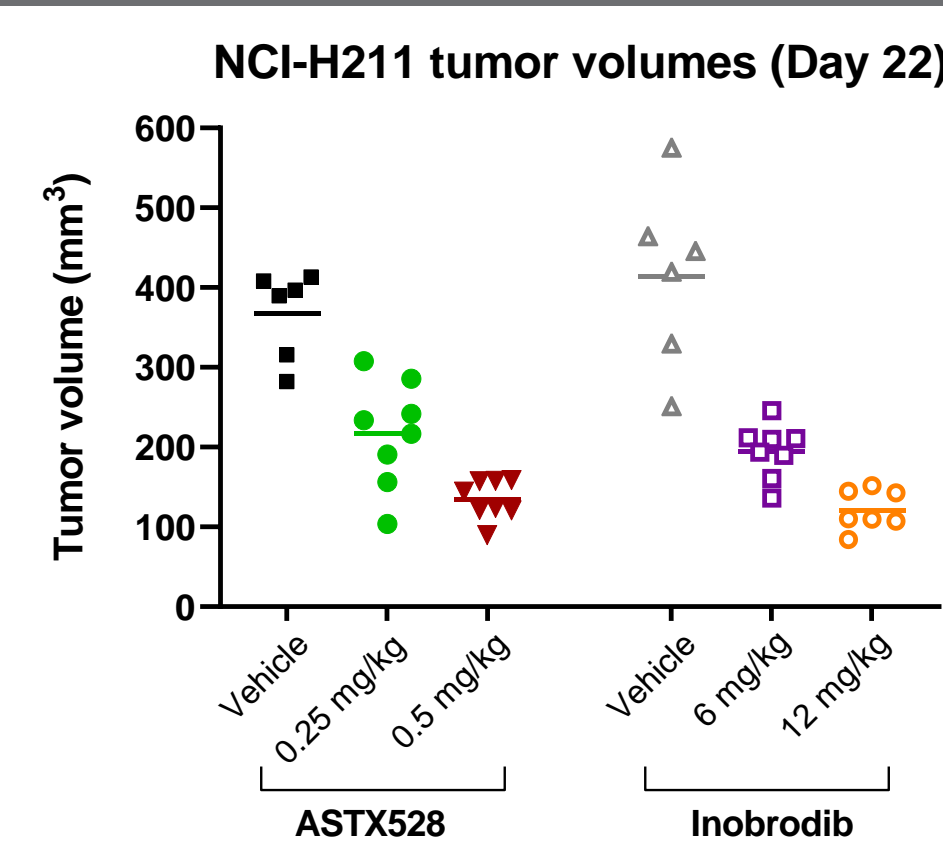 NCI-H211 tumor volumes (Day 22)
Tumor volume (mm³)
600
500
400
300
200
100
0
Vehicle
0.25 mg/kg
0.5 mg/kg
Vehicle
6 mg/kg
12 mg/kg
ASTX528
Inobrodib